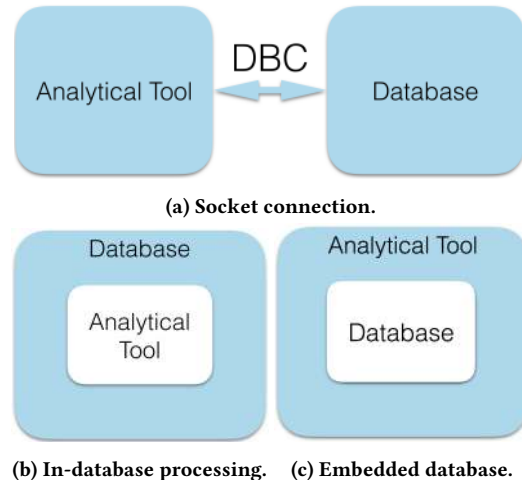 DBC
Analytical Tool
Database
(a) Socket connection.
Database
Analytical
Tool
Analytical Tool
Database
(b) In-database processing.
(c) Embedded database.